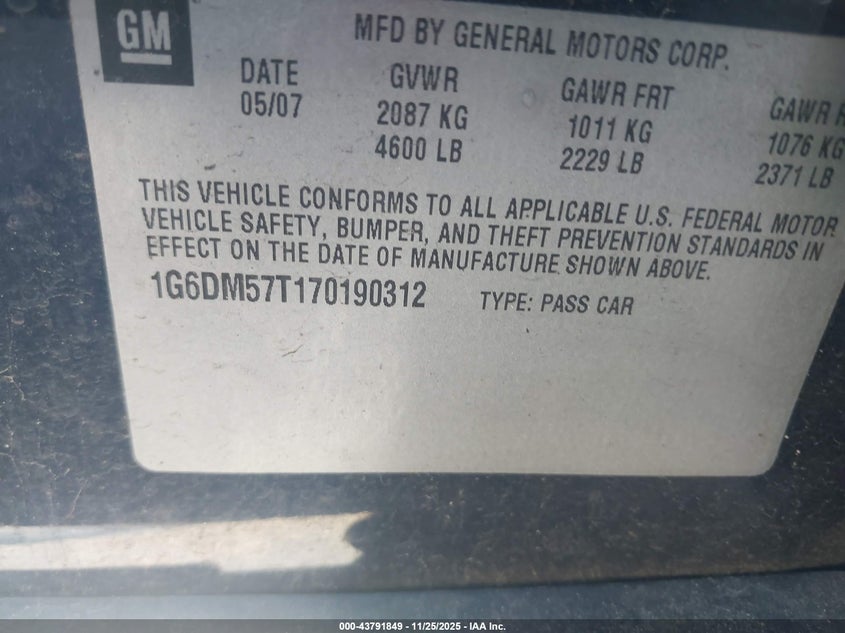 GM
MFD BY GENERAL MOTORS CORP.
DATE GVWR GAWR FRT GAWR
05/07 2087 KG 1011 KG 1076 KG
4600 LB 2229 LB 2371 LB
THIS VEHICLE CONFORMS TO ALL APPLICABLE U.S. FEDERAL MOTOR
VEHICLE SAFETY, BUMPER, AND THEFT PREVENTION STANDARDS IN
EFFECT ON THE DATE OF MANUFACTURE SHOWN ABOVE.
1G6DM57T170190312 TYPE: PASS CAR
000-43791849 - 11/25/2025 - IAA Inc.